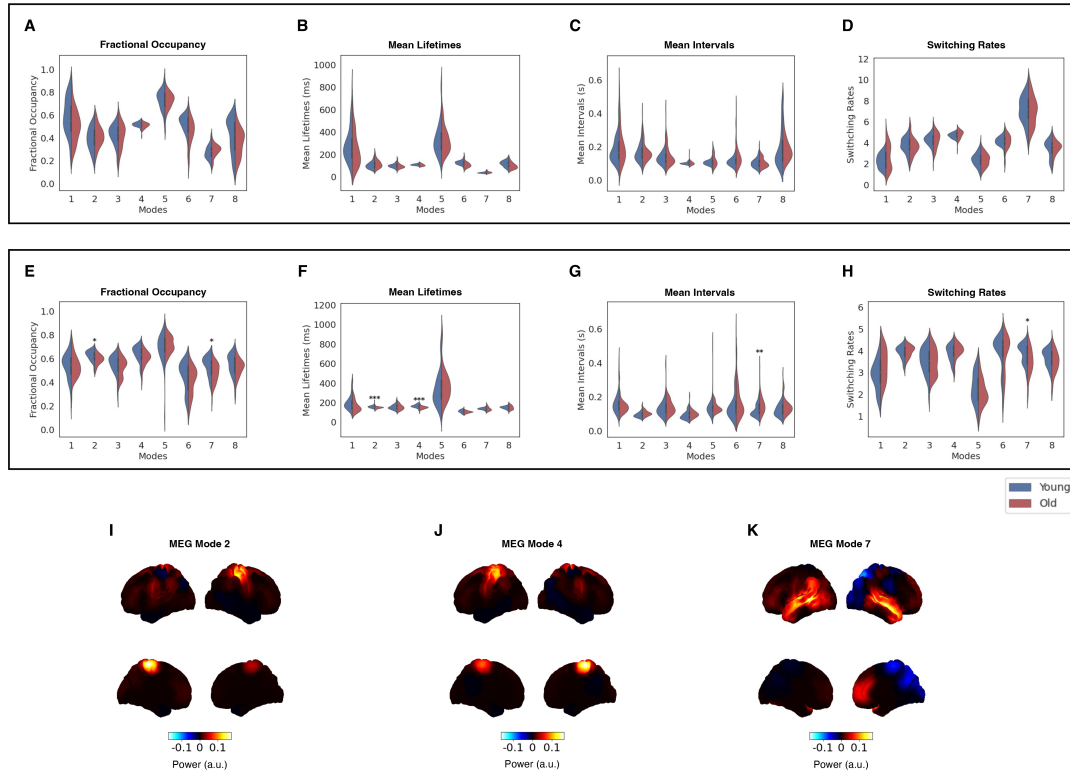 A
B
C
D
Fractional Occupancy
Mean Lifetimes
Mean Intervals
Switching Rates
Fractional Occupancy
1.0
0.8
0.6
0.4
0.2
0.0
1 2 3 4 5 6 7 8
Modes
Mean Lifetimes (ms)
1000
800
600
400
200
0
1 2 3 4 5 6 7 8
Modes
Mean Intervals (s)
0.6
0.4
0.2
0.0
1 2 3 4 5 6 7 8
Modes
Swithching Rates
12
10
8
6
4
2
0
1 2 3 4 5 6 7 8
Modes
E
F
G
H
Fractional Occupancy
Mean Lifetimes
Mean Intervals
Switching Rates
Fractional Occupancy
1.0
0.8
0.6
0.4
0.2
0.0
* *
1 2 3 4 5 6 7 8
Modes
Mean Lifetimes (ms)
1200
1000
800
600
400
200
0
*** ***
1 2 3 4 5 6 7 8
Modes
Mean Intervals (s)
0.6
0.4
0.2
0.0
**
1 2 3 4 5 6 7 8
Modes
Swithching Rates
6
5
4
3
2
1
*
1 2 3 4 5 6 7 8
Modes
Young
Old
I
J
K
MEG Mode 2
MEG Mode 4
MEG Mode 7
-0.1 0 0.1
Power (a.u.)
-0.1 0 0.1
Power (a.u.)
-0.1 0 0.1
Power (a.u.)